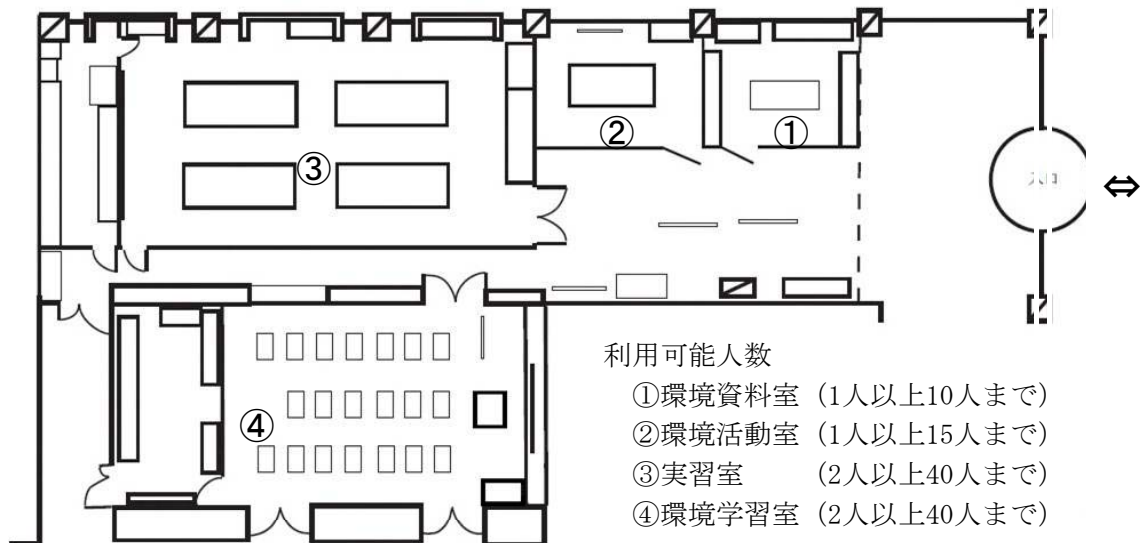 ②
①
③
入口
⇔
④
利用可能人数
①環境資料室 (1人以上10人まで)
②環境活動室 (1人以上15人まで)
③実習室 (2人以上40人まで)
④環境学習室 (2人以上40人まで)